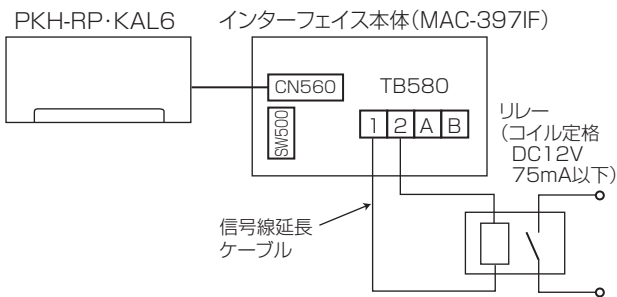 PKH-RP･KAL6
インターフェイス本体(MAC-397IF)
CN560
TB580
SW500
1 2 A B
リレー
(コイル定格
DC12V
75mA以下)
信号線延長
ケーブル